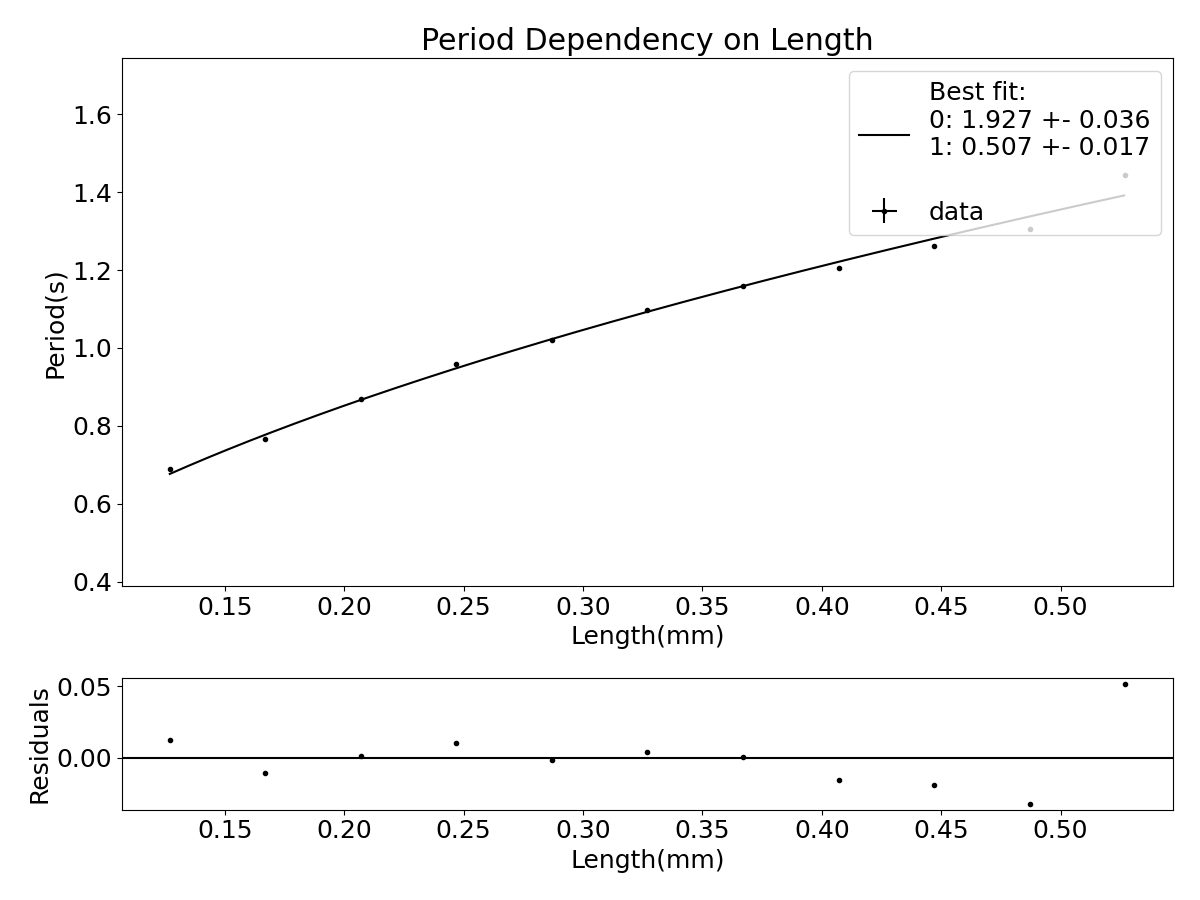 Period Dependency on Length
Best fit:
0: 1.927 +- 0.036
1: 0.507 +- 0.017
data
Period(s)
1.6
1.4
1.2
1.0
0.8
0.6
0.4
0.15 0.20 0.25 0.30 0.35 0.40 0.45 0.50
Length(mm)
Residuals
0.05
0.00
0.15 0.20 0.25 0.30 0.35 0.40 0.45 0.50
Length(mm)